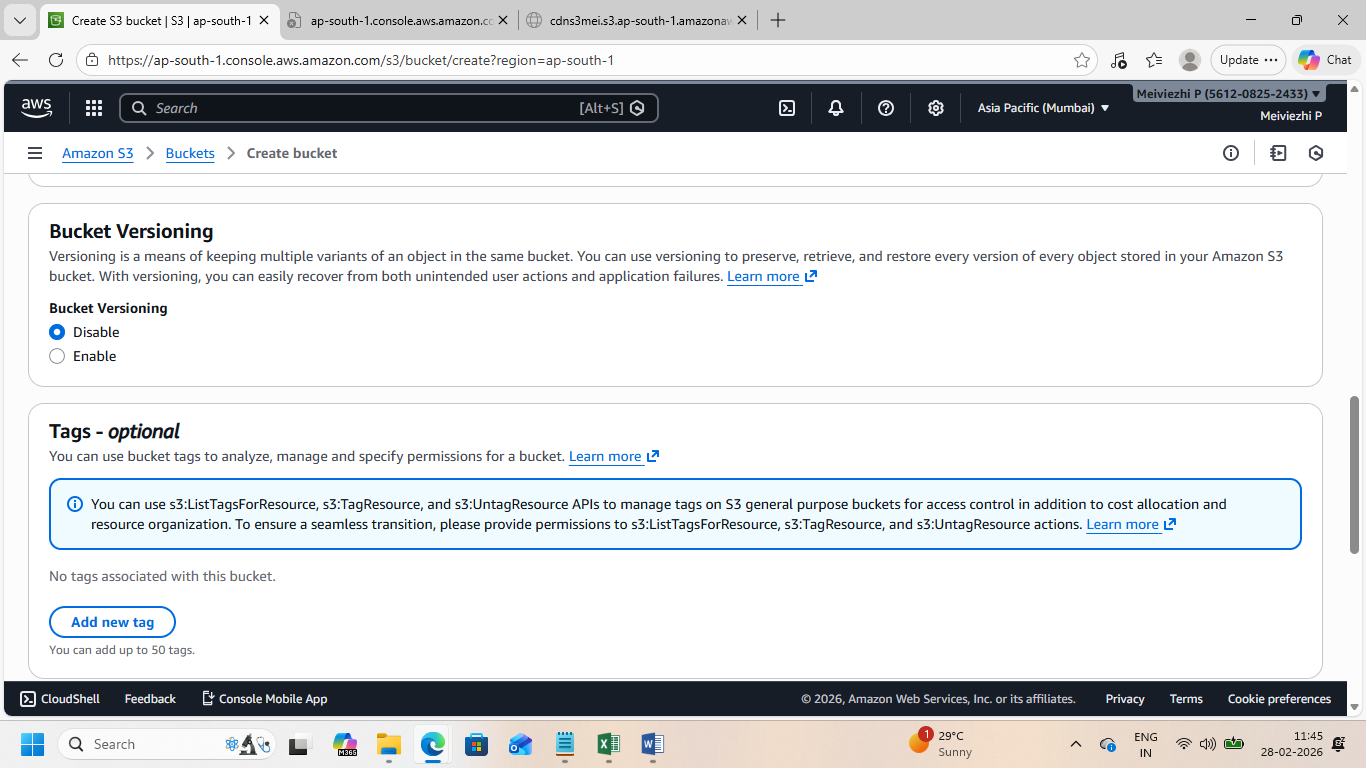 Create S3 bucket | S3 | ap-south-1
ap-south-1.console.aws.amazon.co
cdns3mei.s3.ap-south-1.amazonaw
https://ap-south-1.console.aws.amazon.com/s3/bucket/create?region=ap-south-1
Update
Chat
aws
Search
[Alt+S]
Asia Pacific (Mumbai)
Meiviezhi P (5612-0825-2433)
Meiviezhi P
Amazon S3
Buckets
Create bucket
Bucket Versioning
Versioning is a means of keeping multiple variants of an object in the same bucket. You can use versioning to preserve, retrieve, and restore every version of every object stored in your Amazon S3
bucket. With versioning, you can easily recover from both unintended user actions and application failures. Learn more
Bucket Versioning
Disable
Enable
Tags - optional
You can use bucket tags to analyze, manage and specify permissions for a bucket. Learn more
You can use s3:ListTagsForResource, s3:TagResource, and s3:UntagResource APIs to manage tags on S3 general purpose buckets for access control in addition to cost allocation and
resource organization. To ensure a seamless transition, please provide permissions to s3:ListTagsForResource, s3:TagResource, and s3:UntagResource actions. Learn more
No tags associated with this bucket.
Add new tag
You can add up to 50 tags.
CloudShell
Feedback
Console Mobile App
© 2026, Amazon Web Services, Inc. or its affiliates.
Privacy
Terms
Cookie preferences
Search
M365
1
29°C
Sunny
ENG
IN
11:45
28-02-2026